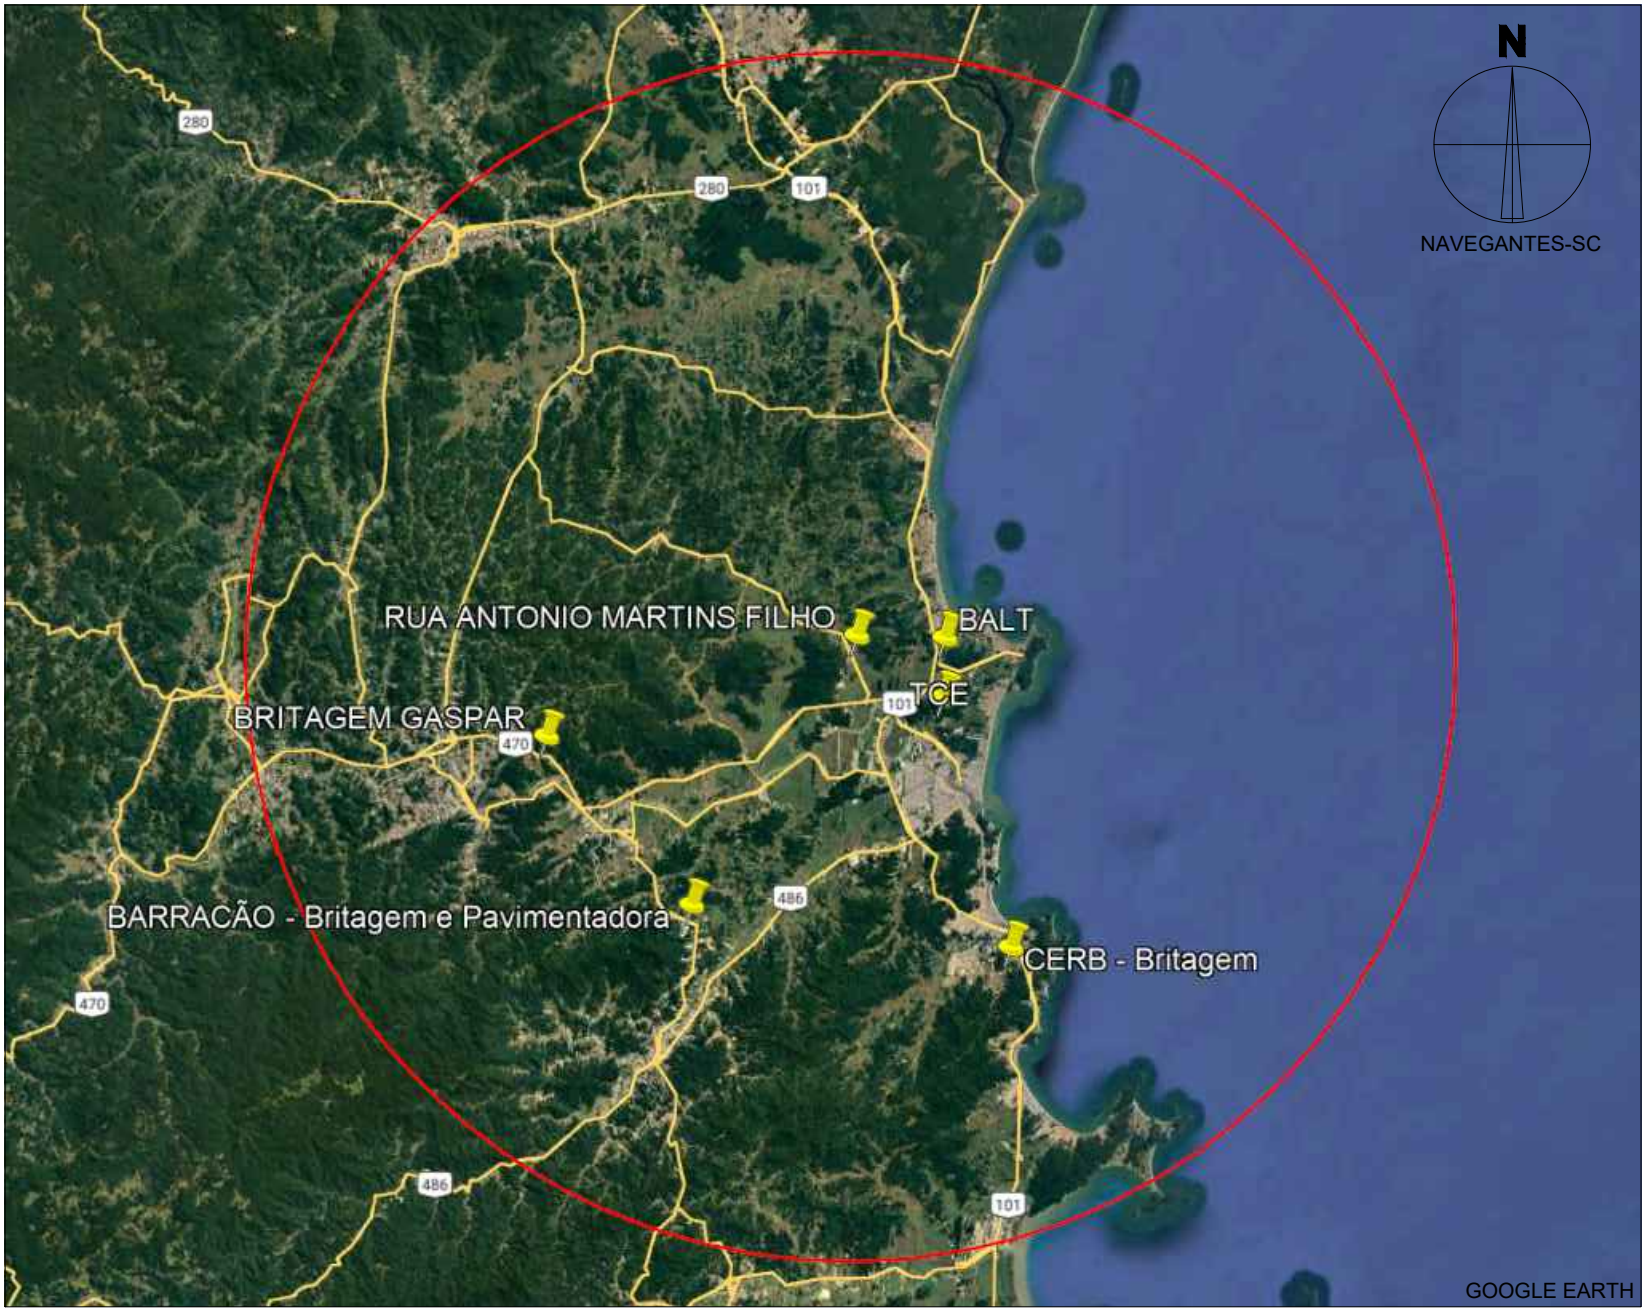 N
NAVEGANTES-SC
280
280
101
RUA ANTONIO MARTINS FILHO
BALT
TCE
101
BRITAGEM GASPAR
470
486
BARRACÃO - Britagem e Pavimentadora
CERB - Britagem
470
486
101
GOOGLE EARTH